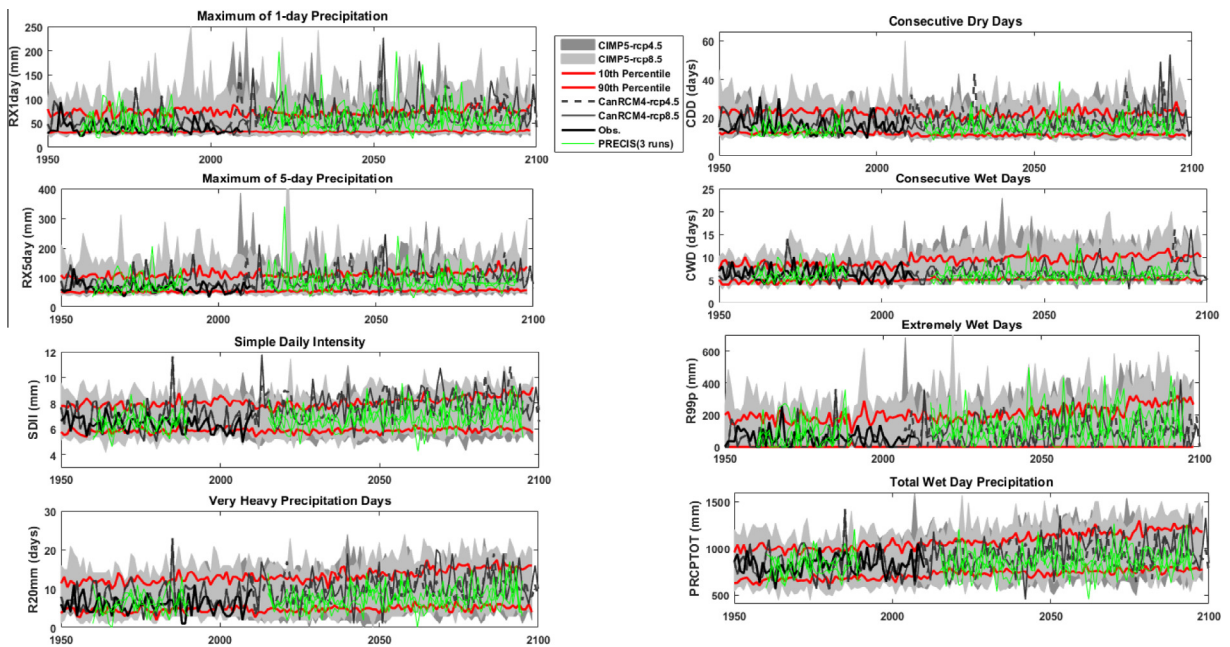 Maximum of 1-day Precipitation
RX1day (mm)
250
200
150
100
50
0
1950
2000
2050
2100
CIMP5-rcp4.5
CIMP5-rcp8.5
10th Percentile
90th Percentile
CanRCM4-rcp4.5
CanRCM4-rcp8.5
Obs.
PRECIS(3 runs)
Consecutive Dry Days
CDD (days)
60
40
20
0
1950
2000
2050
2100
Maximum of 5-day Precipitation
RX5day (mm)
400
300
200
100
0
1950
2000
2050
2100
Consecutive Wet Days
CWD (days)
25
20
15
10
5
0
1950
2000
2050
2100
Simple Daily Intensity
SDII (mm)
12
10
8
6
4
1950
2000
2050
2100
Extremely Wet Days
R99p (mm)
600
400
200
0
1950
2000
2050
2100
Very Heavy Precipitation Days
R20mm (days)
30
20
10
0
1950
2000
2050
2100
Total Wet Day Precipitation
PRCPTOT (mm)
1500
1000
500
1950
2000
2050
2100